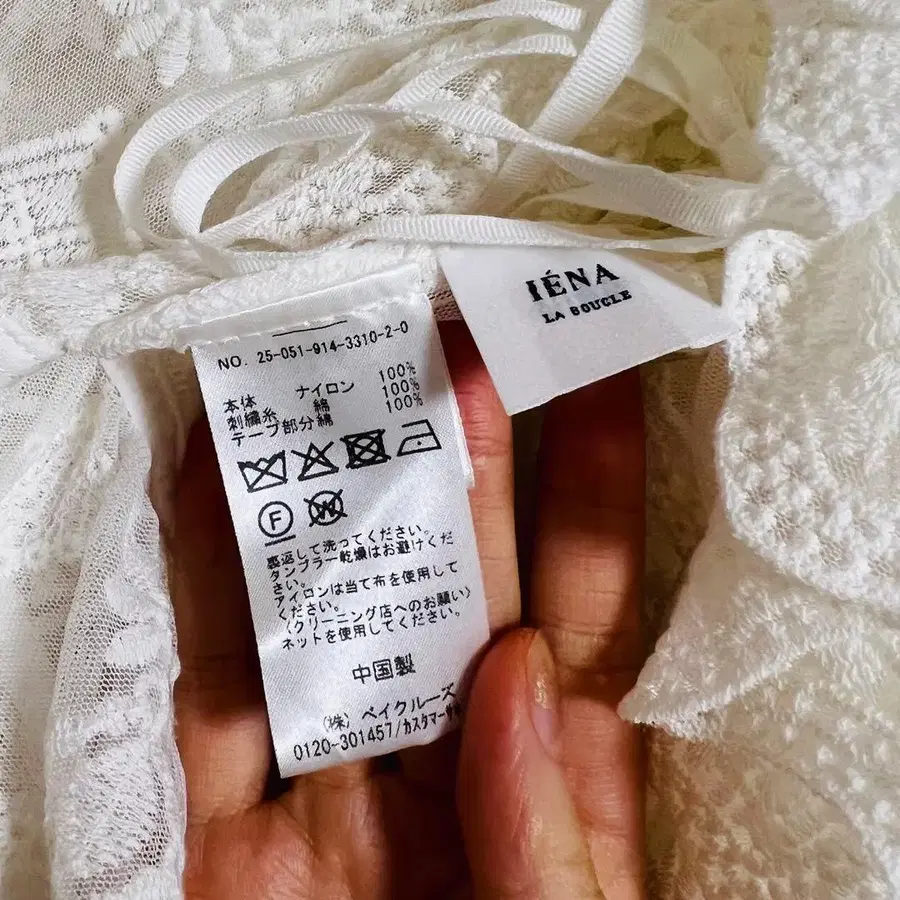 IÉNA
LA BOUCLE
NO. 25-051-914-3310-2-0
本体 ナイロン 100%
刺繍糸 綿 100%
テープ部分綿 100%
F
W
裏返して洗ってください。
タンブラー乾燥はお避けくだ
さい。
アイロンは当て布を使用して
ください。
〈クリーニング店へのお願い〉
ネットを使用してください。
中国製
(株) ベイクルーズ
0120-301457/カスタマー